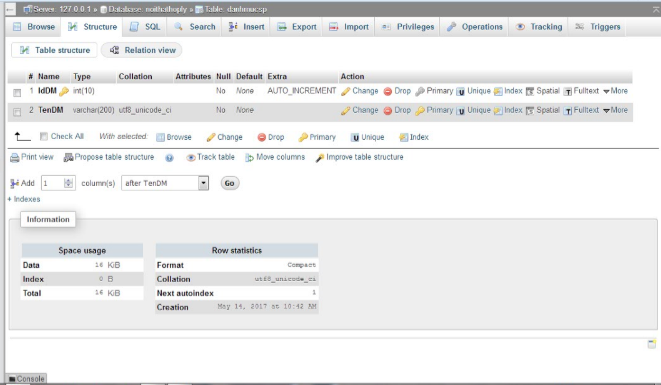 Server: 127.0.0.1 » Database: noithathuply » Table: danhmucsp
Browse Structure SQL Search Insert Export Import Privileges Operations Tracking Triggers
Table structure Relation view
# Name Type Collation Attributes Null Default Extra Action
1 IdDM int(10) No None AUTO_INCREMENT Change Drop Primary Unique Index Spatial Fulltext More
2 TenDM varchar(200) utf8_unicode_ci No None Change Drop Primary Unique Index Spatial Fulltext More
Check All With selected: Browse Change Drop Primary Unique Index
Print view Propose table structure Track table Move columns Improve table structure
Add 1 column(s) after TenDM Go
+ Indexes
Information
Space usage
Data 16 KiB
Index 0 B
Total 16 KiB
Row statistics
Format Compact
Collation utf8_unicode_ci
Next autoindex 1
Creation May 14, 2017 at 10:42 AM
Console